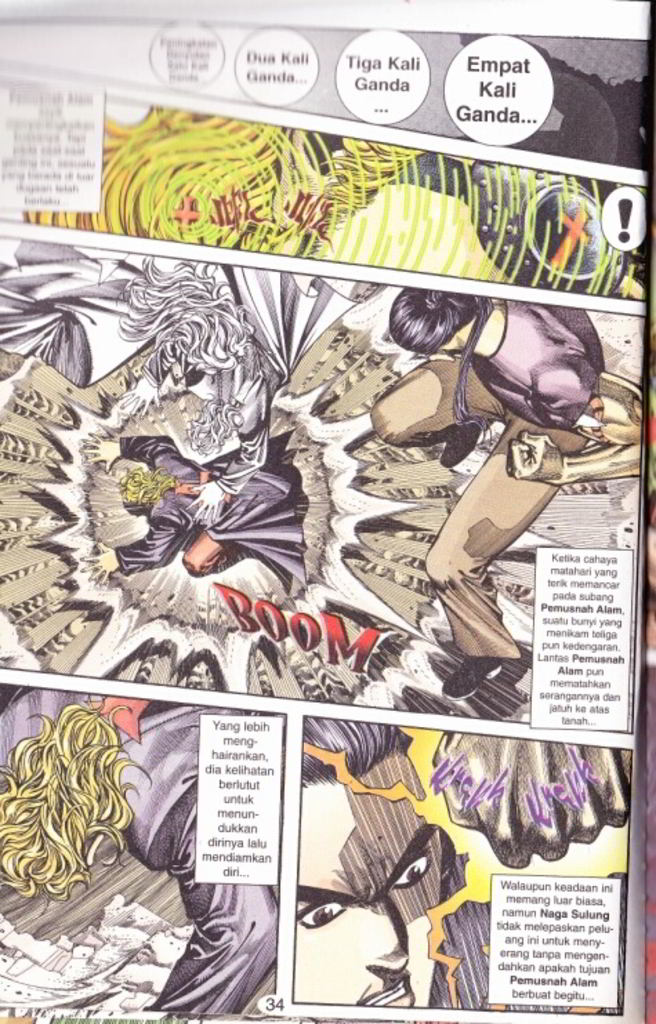 Dua Kali
Ganda...
Tiga Kali
Ganda
...
Empat
Kali
Ganda...
Pemusnah Alam
!
BOOM
Ketika cahaya
matahari yang
terik memancar
pada subang
Pemusnah Alam,
suatu bunyi yang
menikam teliga
pun kedengaran.
Lantas Pemusnah
Alam pun
mematahkan
serangannya dan
jatuh ke atas
tanah...
Yang lebih
meng-
hairankan,
dia kelihatan
berlutut
untuk
menun-
dukkan
dirinya lalu
mendiamkan
diri...
Walaupun keadaan ini
memang luar biasa,
namun Naga Sulung
tidak melepaskan pelu-
ang ini untuk meny-
erang tanpa mengen-
dahkan apakah tujuan
Pemusnah Alam
berbuat begitu...
34